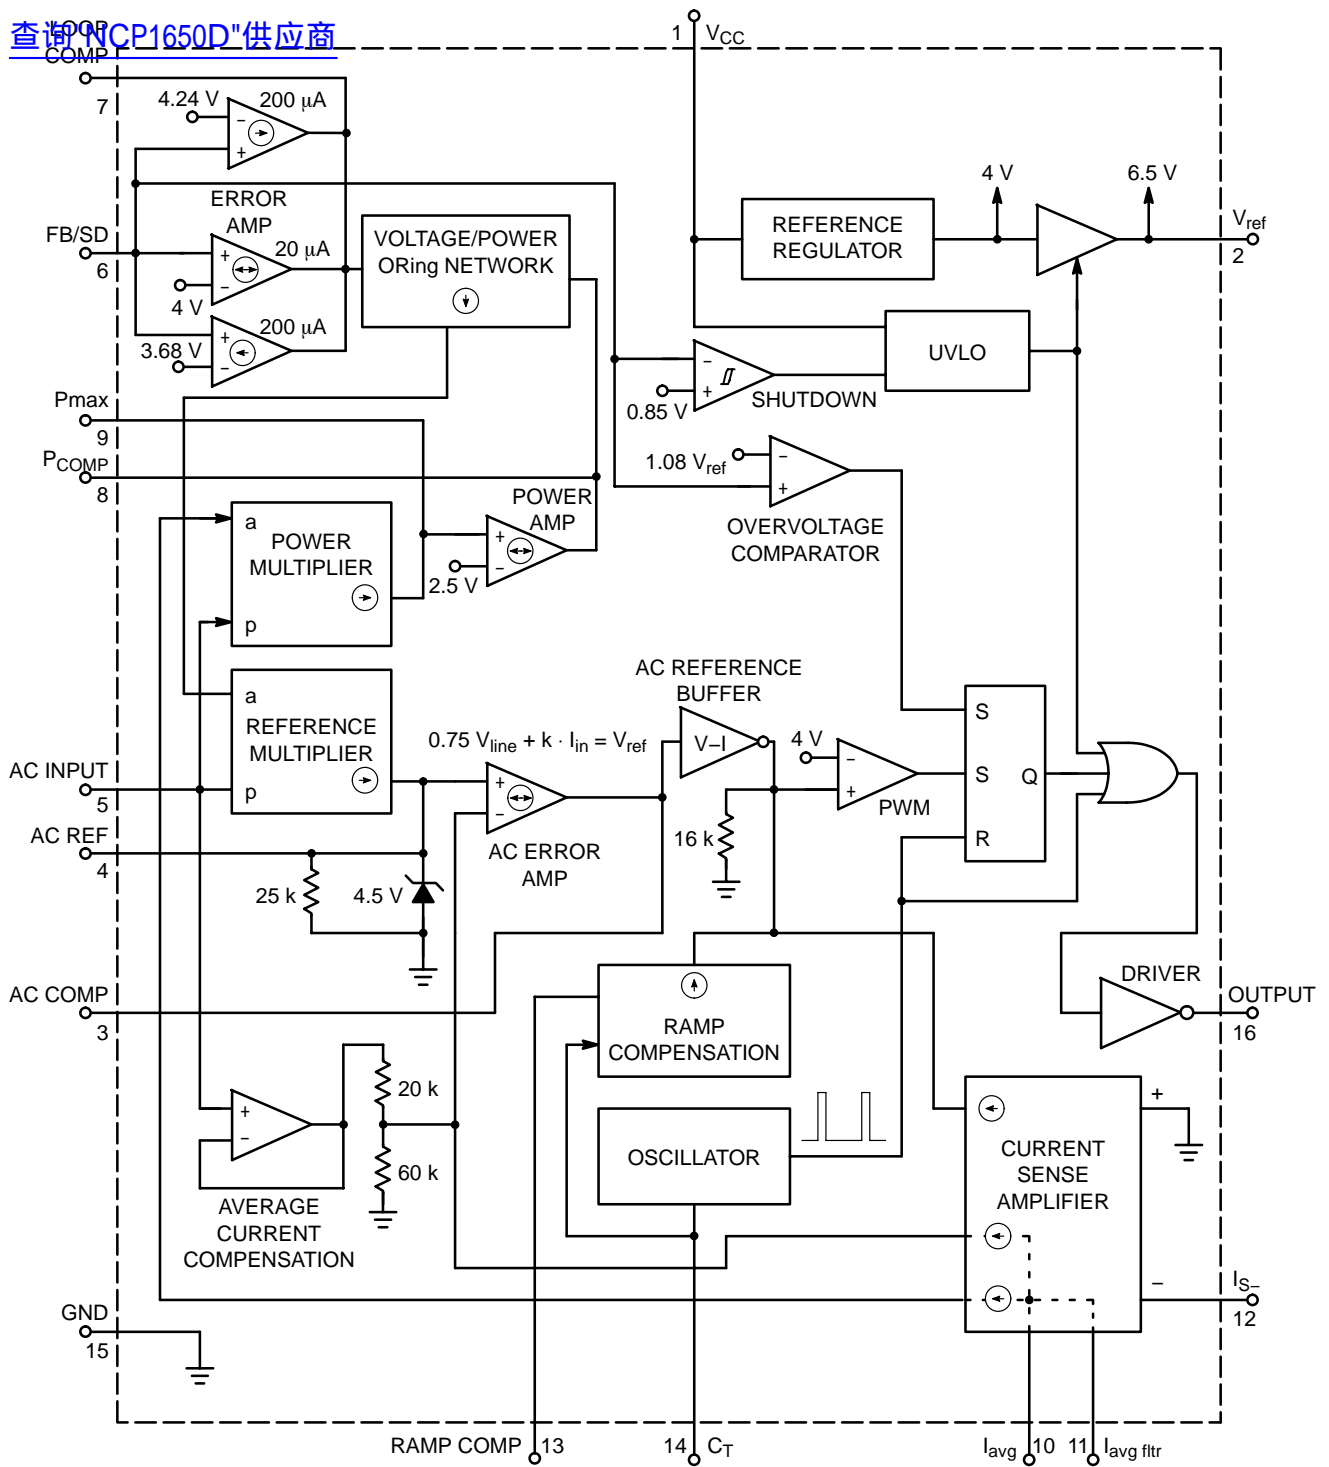 查询"NCP1650D"供应商
LOOP
COMP
7
4.24 V
200 μA
−
+
ERROR
AMP
20 μA
FB/SD
6
+
−
4 V
200 μA
3.68 V
+
−
VOLTAGE/POWER
ORing NETWORK
1
VCC
REFERENCE
REGULATOR
4 V
6.5 V
Vref
2
UVLO
−
+
0.85 V
SHUTDOWN
Pmax
9
PCOMP
8
1.08 Vref
−
+
OVERVOLTAGE
COMPARATOR
POWER
AMP
+
−
2.5 V
a
POWER
MULTIPLIER
p
a
REFERENCE
MULTIPLIER
p
AC INPUT
5
AC REF
4
25 k
4.5 V
0.75 Vline + k · Iin = Vref
+
−
AC ERROR
AMP
AC REFERENCE
BUFFER
V−I
16 k
4 V
−
+
PWM
S
S
Q
R
AC COMP
3
RAMP
COMPENSATION
DRIVER
OUTPUT
16
+
−
20 k
60 k
AVERAGE
CURRENT
COMPENSATION
OSCILLATOR
CURRENT
SENSE
AMPLIFIER
+
−
IS−
12
GND
15
RAMP COMP
13
14
CT
Iavg
10
11
Iavg fltr